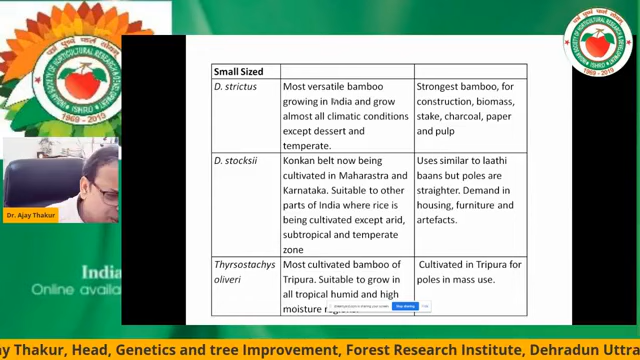 Small Sized
D. strictus
Most versatile bamboo
growing in India and grow
almost all climatic conditions
except dessert and
temperate.
Strongest bamboo, for
construction, biomass,
stake, charcoal, paper
and pulp
D. stocksii
Konkan belt now being
cultivated in Maharastra and
Karnataka. Suitable to other
parts of India where rice is
being cultivated except arid,
subtropical and temperate
zone
Uses similar to laathi
baans but poles are
straighter. Demand in
housing, furniture and
artefacts.
Thyrsostachys
oliveri
Most cultivated bamboo of
Tripura. Suitable to grow in
all tropical humid and high
moisture
Cultivated in Tripura for
poles in mass use.
Dr. Ajay Thakur
India
Online availa
1969 - 2019
1969 - 2019
ay Thakur, Head, Genetics and tree Improvement, Forest Research Institute, Dehradun Uttra